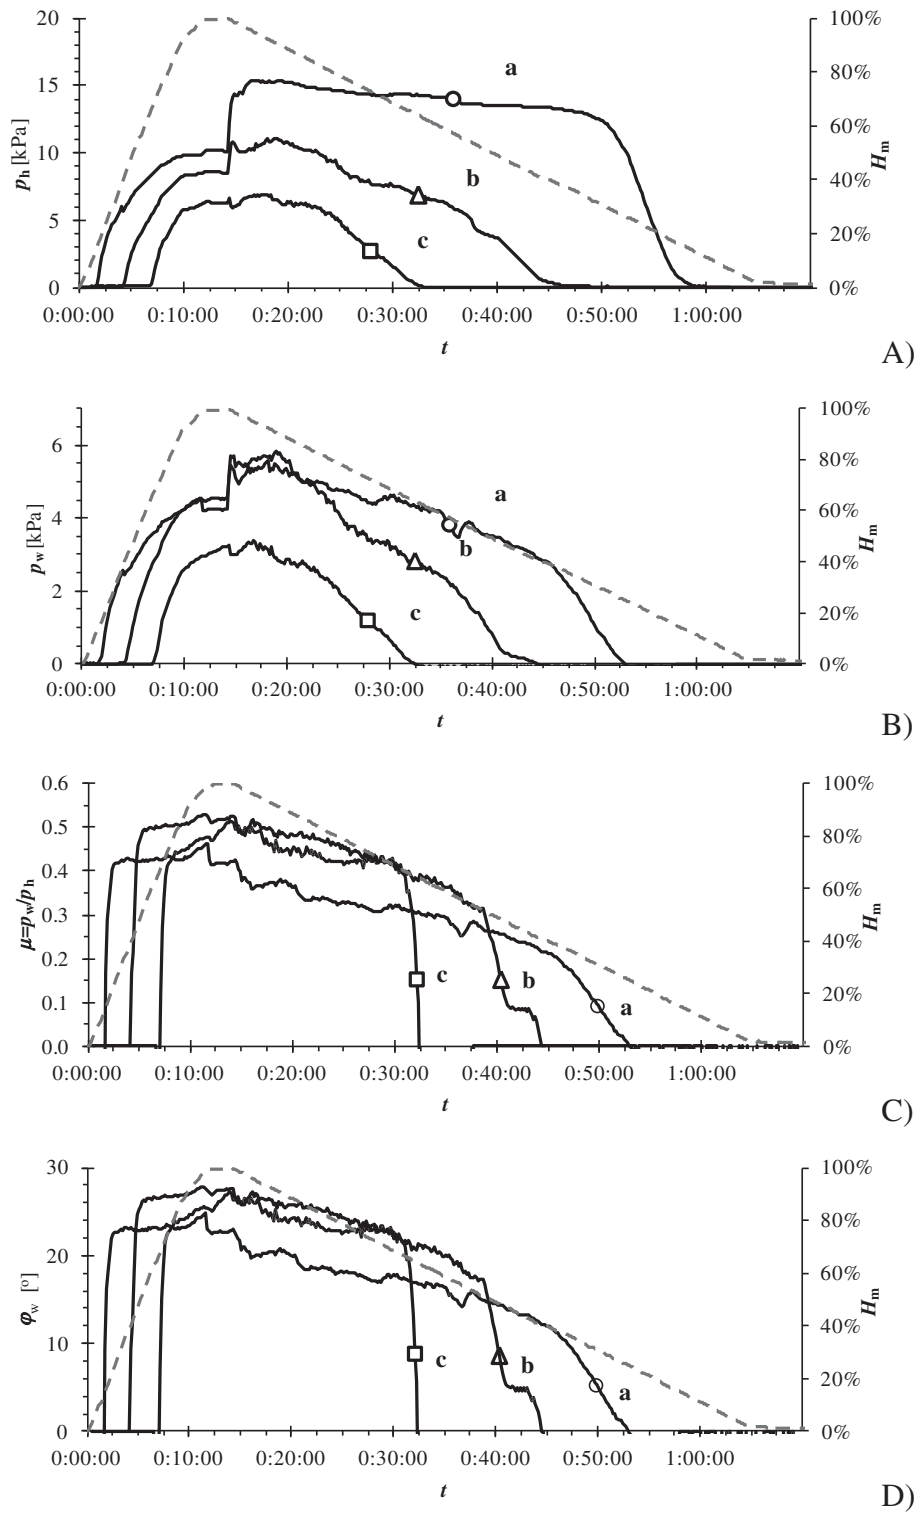 20
15
10
5
0
p_h [kPa]
100%
80%
60%
40%
20%
0%
H_m
a
b
c
0:00:00 0:10:00 0:20:00 0:30:00 0:40:00 0:50:00 1:00:00
t
A)
6
4
2
0
p_w [kPa]
100%
80%
60%
40%
20%
0%
H_m
a
b
c
0:00:00 0:10:00 0:20:00 0:30:00 0:40:00 0:50:00 1:00:00
t
B)
0.6
0.5
0.4
0.3
0.2
0.1
0.0
μ=p_w/p_h
100%
80%
60%
40%
20%
0%
H_m
c
b
a
0:00:00 0:10:00 0:20:00 0:30:00 0:40:00 0:50:00 1:00:00
t
C)
30
20
10
0
φ_w [º]
100%
80%
60%
40%
20%
0%
H_m
c
b
a
0:00:00 0:10:00 0:20:00 0:30:00 0:40:00 0:50:00 1:00:00
t
D)